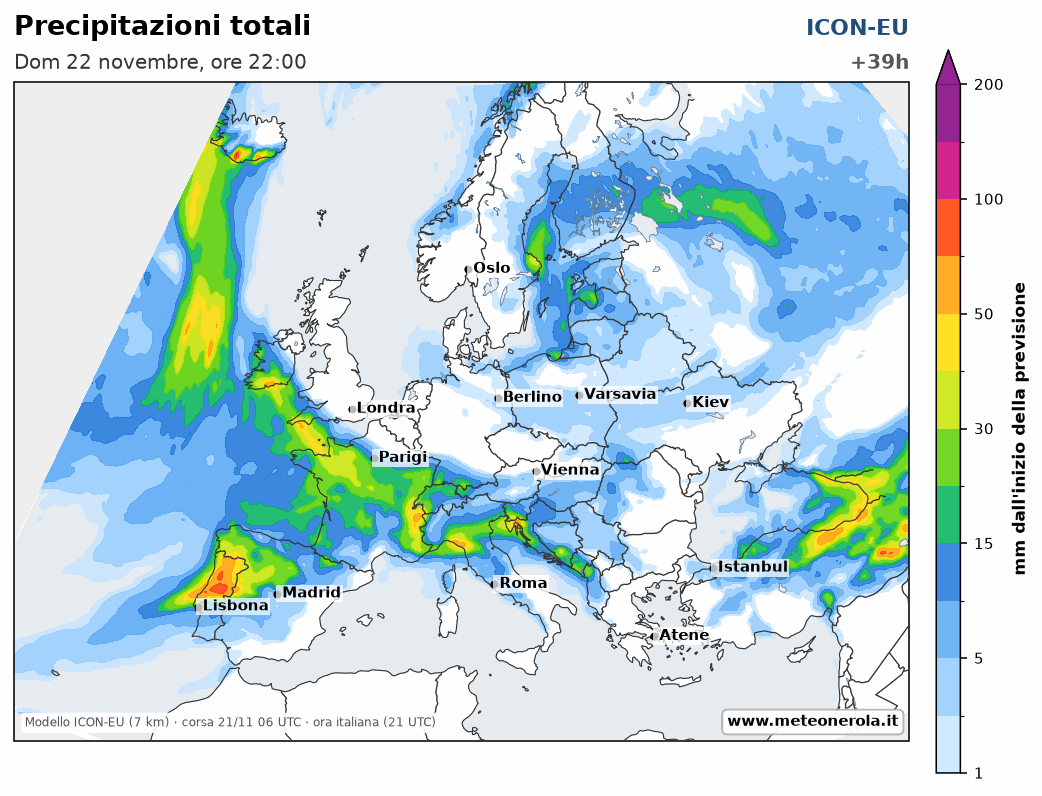 Precipitazioni totali
ICON-EU
Dom 22 novembre, ore 22:00
+39h
200
100
50
30
15
5
1
mm dall'inizio della previsione
Oslo
Berlino
Varsavia
Kiev
Londra
Parigi
Vienna
Istanbul
Roma
Madrid
Lisbona
Atene
Modello ICON-EU (7 km) · corsa 21/11 06 UTC · ora italiana (21 UTC)
www.meteonerola.it